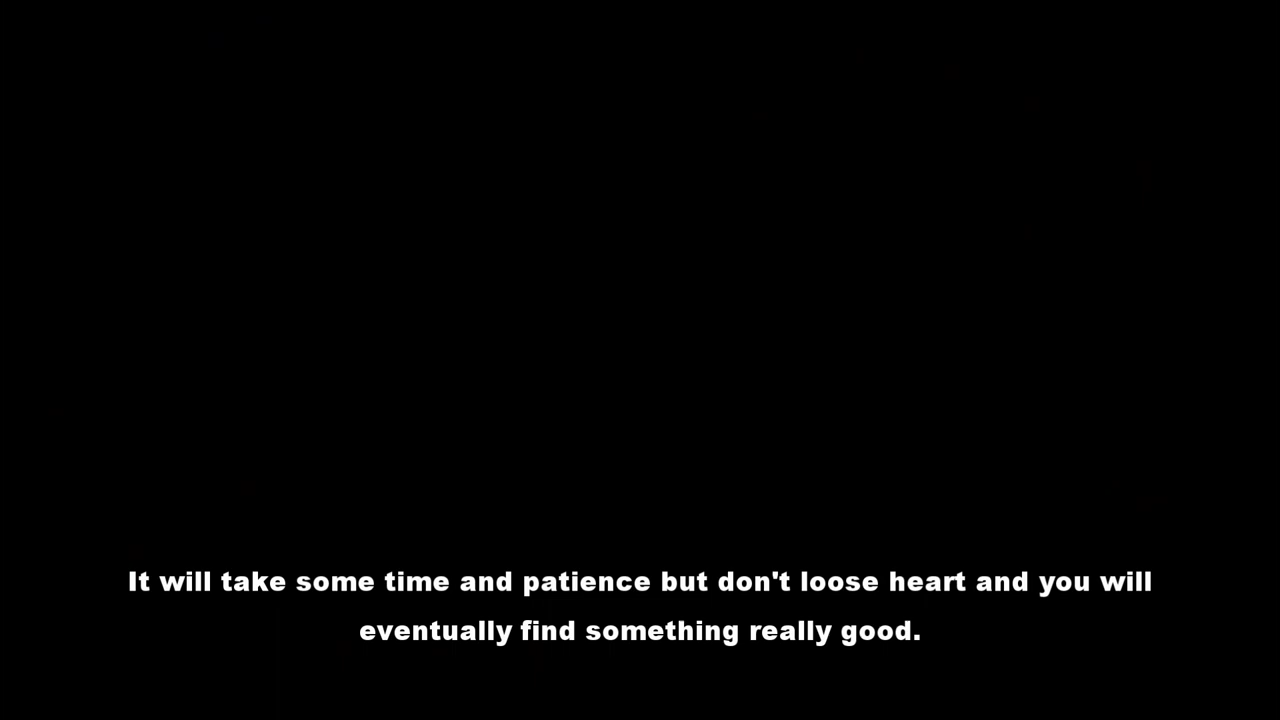 It will take some time and patience but don't loose heart and you will
eventually find something really good.